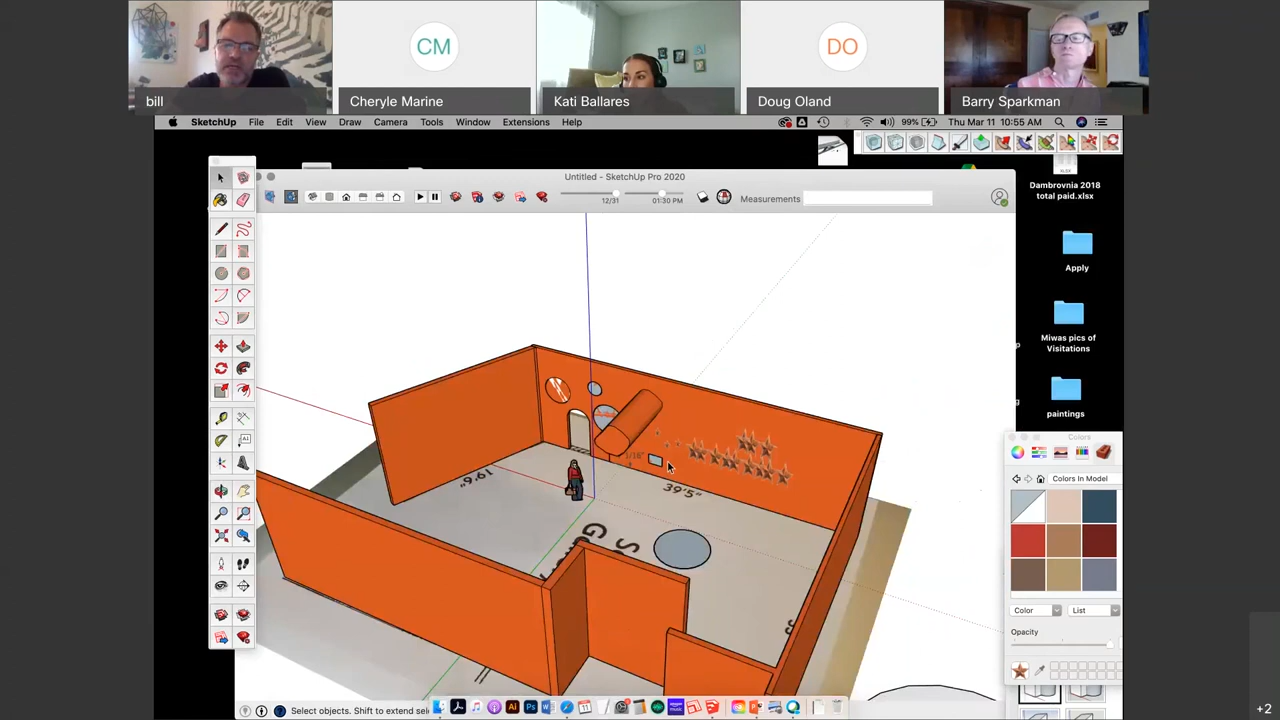 CM
DO
bill
Cheryle Marine
Kati Ballares
Doug Oland
Barry Sparkman
SketchUp File Edit View Draw Camera Tools Window Extensions Help
99% Thu Mar 11 10:55 AM
XLSX
Dambrovnia 2018
total paid.xlsx
Untitled - SketchUp Pro 2020
12/31
01:30 PM
Measurements
Apply
Miwas pics of
Visitations
paintings
19'6"
39'5"
Colors
Colors In Model
Color
List
Opacity
Select objects. Shift to extend sel
+2